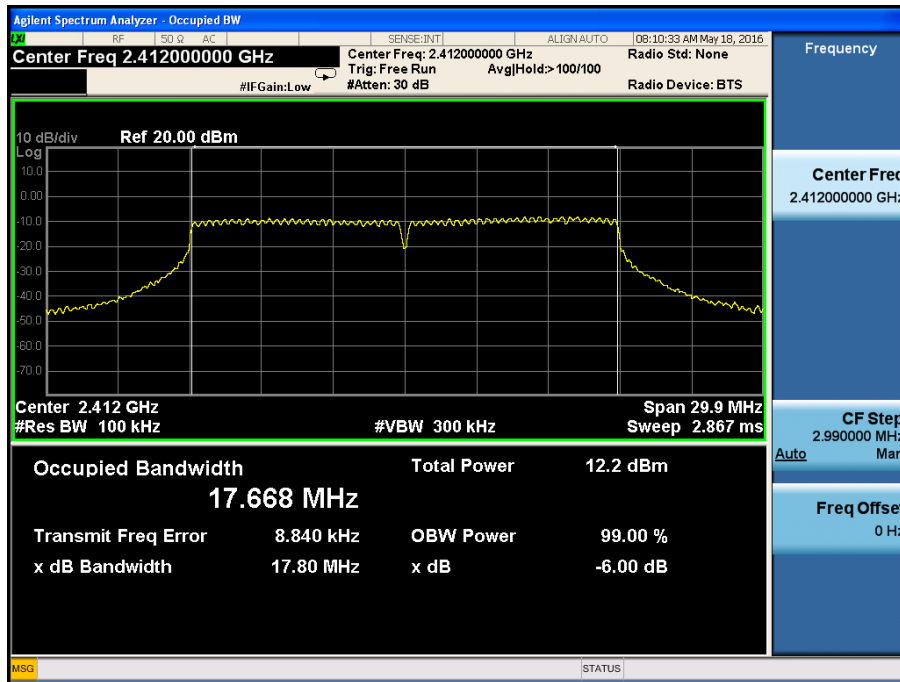 Agilent Spectrum Analyzer - Occupied BW
LXI RF 50 Ω AC SENSE:INT ALIGN AUTO 08:10:33 AM May 18, 2016
Center Freq 2.412000000 GHz
Center Freq: 2.412000000 GHz Radio Std: None
Trig: Free Run Avg|Hold:>100/100
#IFGain:Low #Atten: 30 dB Radio Device: BTS
Frequency
10 dB/div Ref 20.00 dBm
Log
10.0
0.00
-10.0
-20.0
-30.0
-40.0
-50.0
-60.0
-70.0
Center 2.412 GHz Span 29.9 MHz
#Res BW 100 kHz #VBW 300 kHz Sweep 2.867 ms
Occupied Bandwidth Total Power 12.2 dBm
17.668 MHz
Transmit Freq Error 8.840 kHz OBW Power 99.00 %
x dB Bandwidth 17.80 MHz x dB -6.00 dB
Center Freq
2.412000000 GHz
CF Step
2.990000 MHz
Auto Man
Freq Offset
0 Hz
MSG STATUS